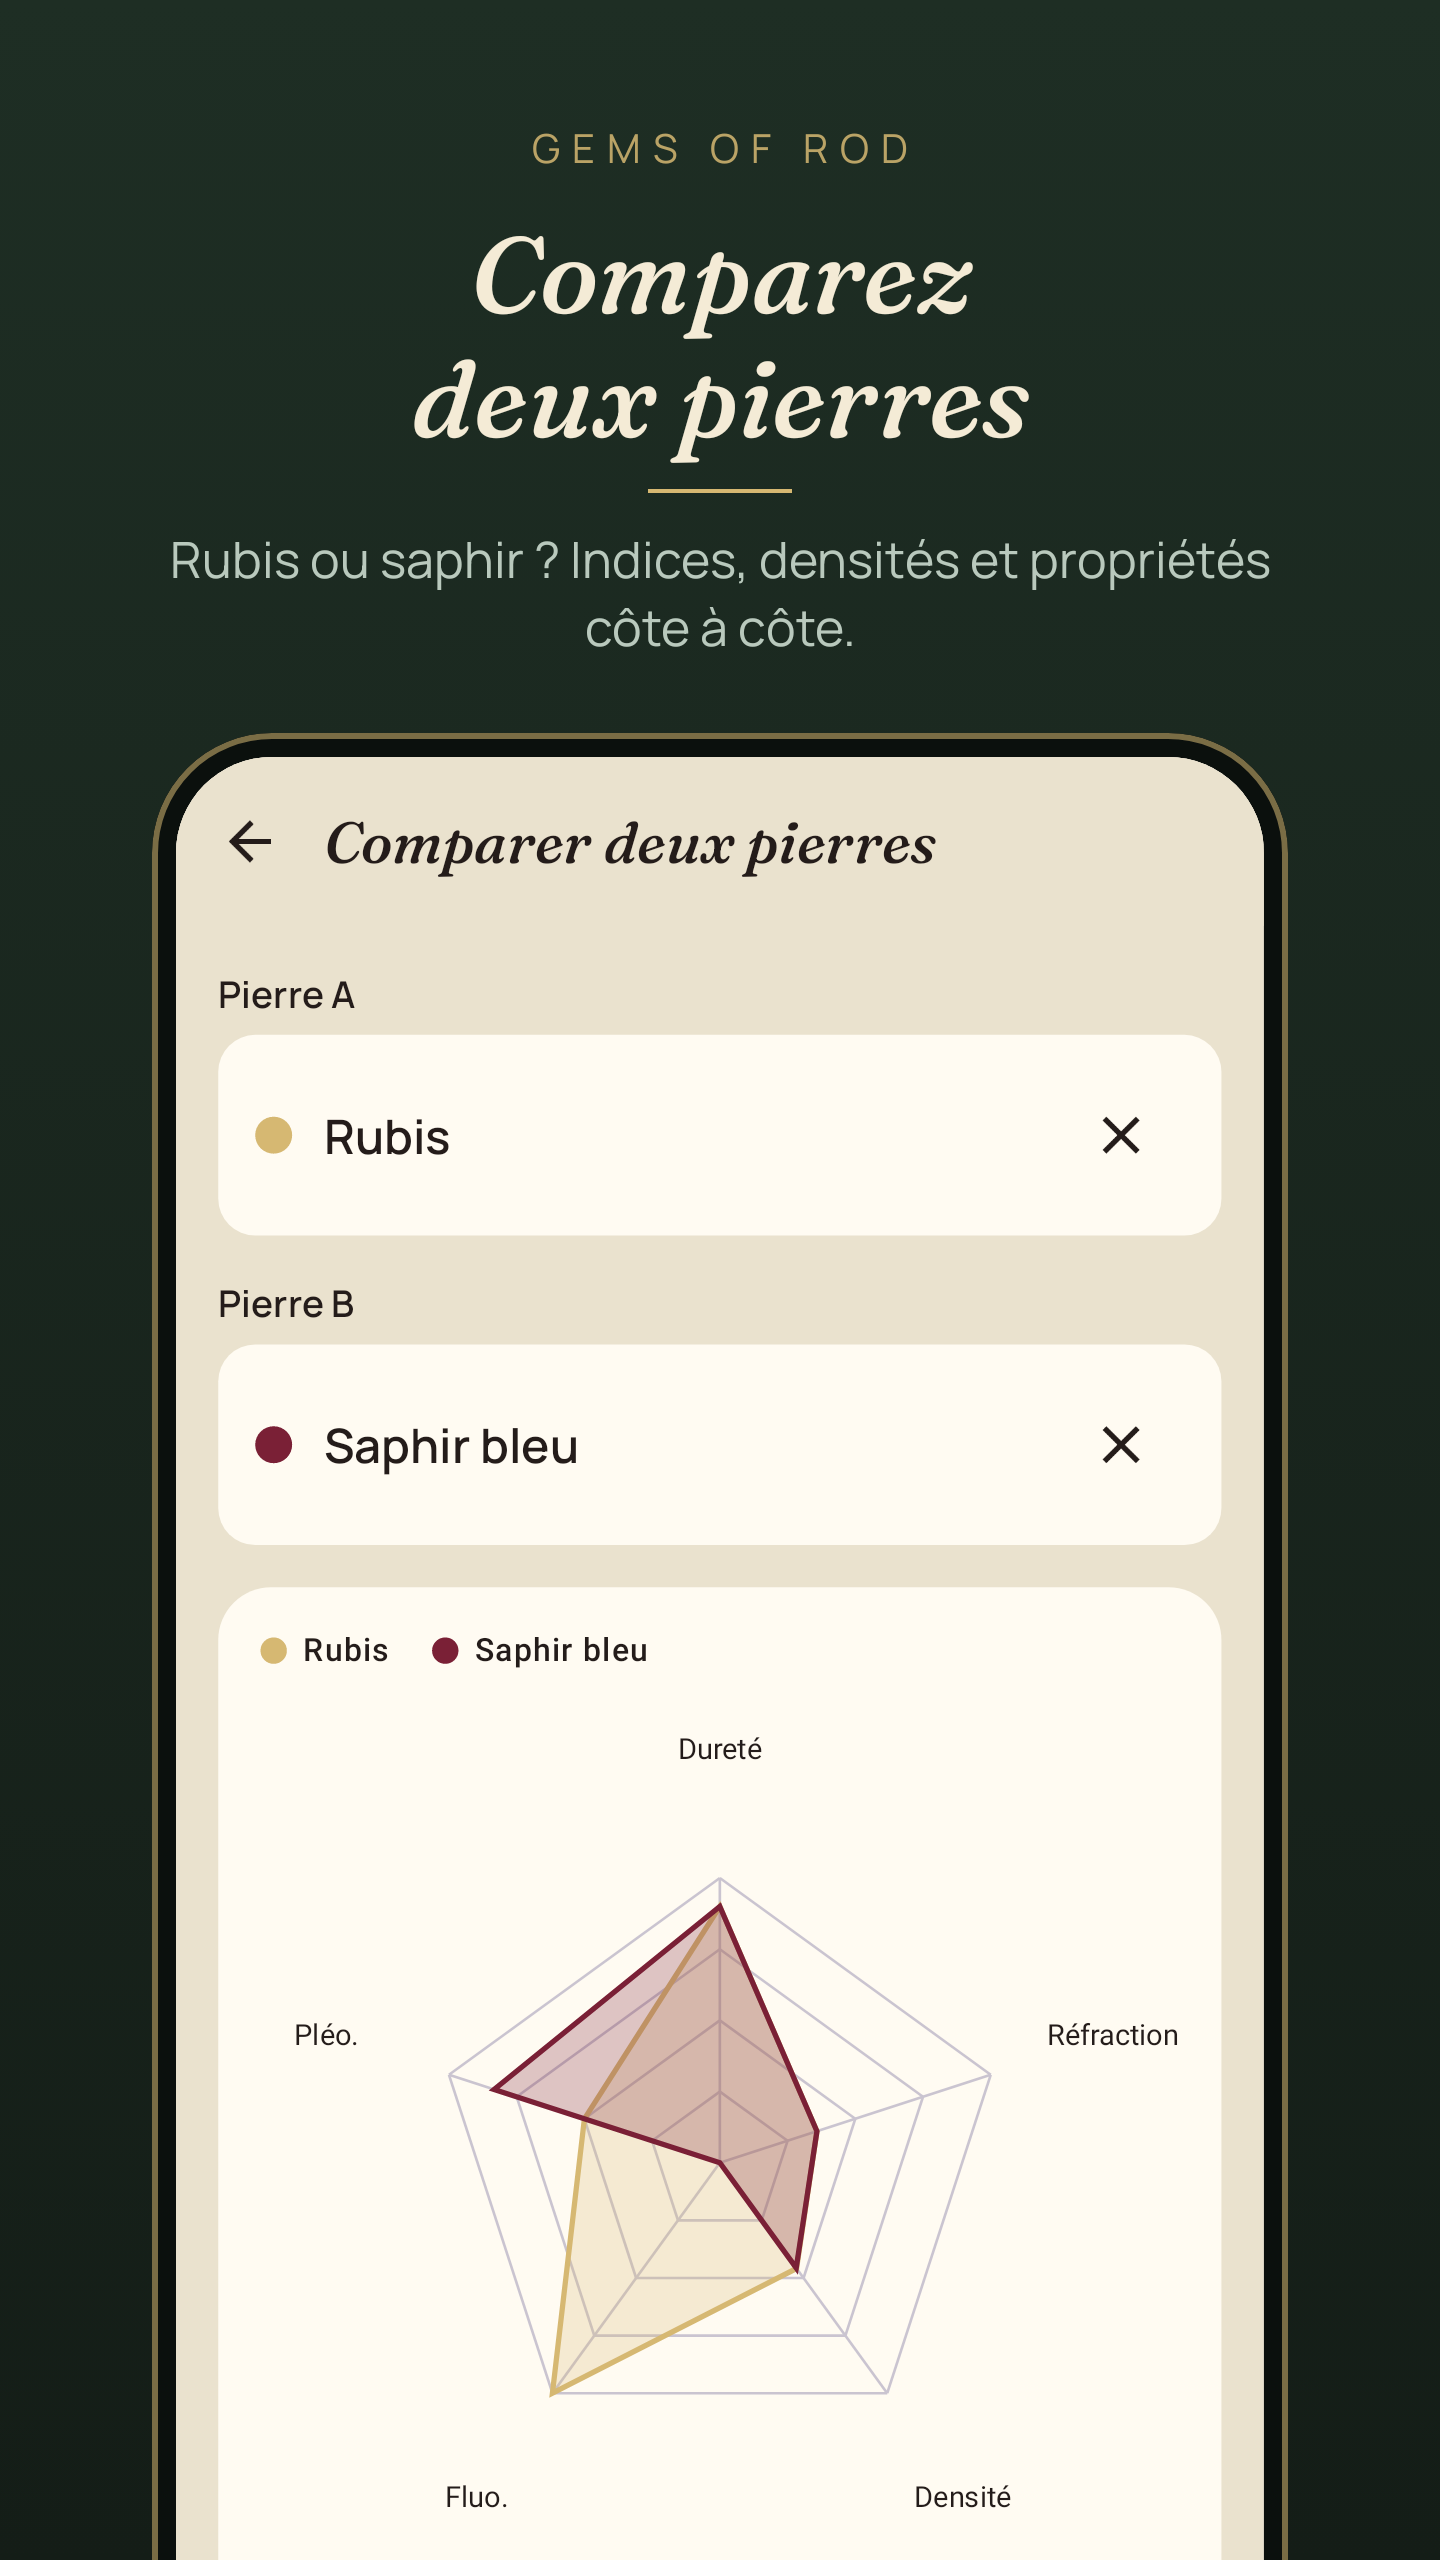 GEMS OF ROD
Comparez
deux pierres
Rubis ou saphir ? Indices, densités et propriétés
côte à côte.
Comparer deux pierres
Pierre A
Rubis
Pierre B
Saphir bleu
Rubis Saphir bleu
Dureté
Pléo. Réfraction
Fluo. Densité